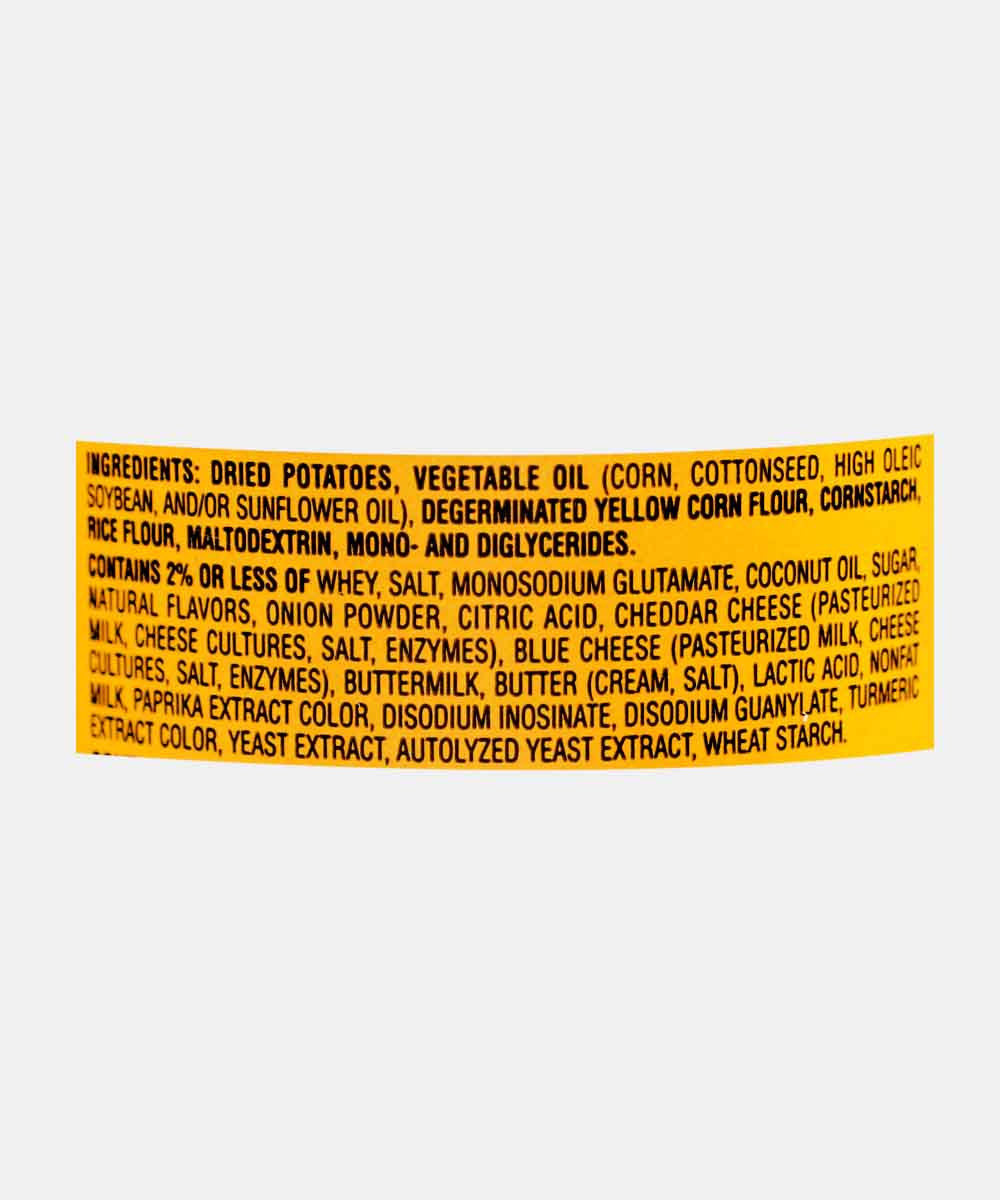 INGREDIENTS: DRIED POTATOES, VEGETABLE OIL (CORN, COTTONSEED, HIGH OLEIC
SOYBEAN, AND/OR SUNFLOWER OIL), DEGERMINATED YELLOW CORN FLOUR, CORNSTARCH,
RICE FLOUR, MALTODEXTRIN, MONO- AND DIGLYCERIDES.
CONTAINS 2% OR LESS OF WHEY, SALT, MONOSODIUM GLUTAMATE, COCONUT OIL, SUGAR,
NATURAL FLAVORS, ONION POWDER, CITRIC ACID, CHEDDAR CHEESE (PASTEURIZED
MILK, CHEESE CULTURES, SALT, ENZYMES), BLUE CHEESE (PASTEURIZED MILK, CHEESE
CULTURES, SALT, ENZYMES), BUTTERMILK, BUTTER (CREAM, SALT), LACTIC ACID, NONFAT
MILK, PAPRIKA EXTRACT COLOR, DISODIUM INOSINATE, DISODIUM GUANYLATE, TURMERIC
EXTRACT COLOR, YEAST EXTRACT, AUTOLYZED YEAST EXTRACT, WHEAT STARCH.